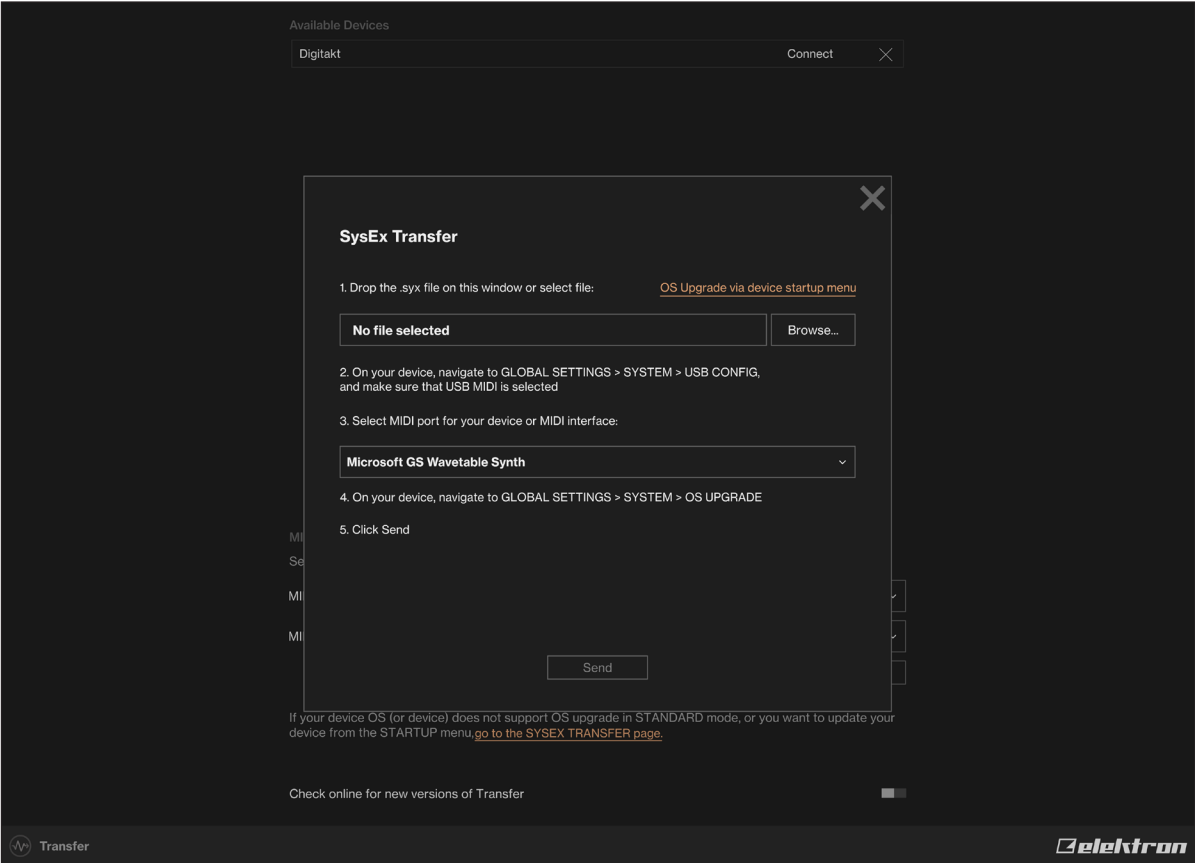 Available Devices
Digitakt Connect
SysEx Transfer
1. Drop the .syx file on this window or select file: OS Upgrade via device startup menu
No file selected Browse...
2. On your device, navigate to GLOBAL SETTINGS > SYSTEM > USB CONFIG,
and make sure that USB MIDI is selected
3. Select MIDI port for your device or MIDI interface:
Microsoft GS Wavetable Synth
4. On your device, navigate to GLOBAL SETTINGS > SYSTEM > OS UPGRADE
5. Click Send
Send
If your device OS (or device) does not support OS upgrade in STANDARD mode, or you want to update your
device from the STARTUP menu,go to the SYSEX TRANSFER page.
Check online for new versions of Transfer
Transfer elektron